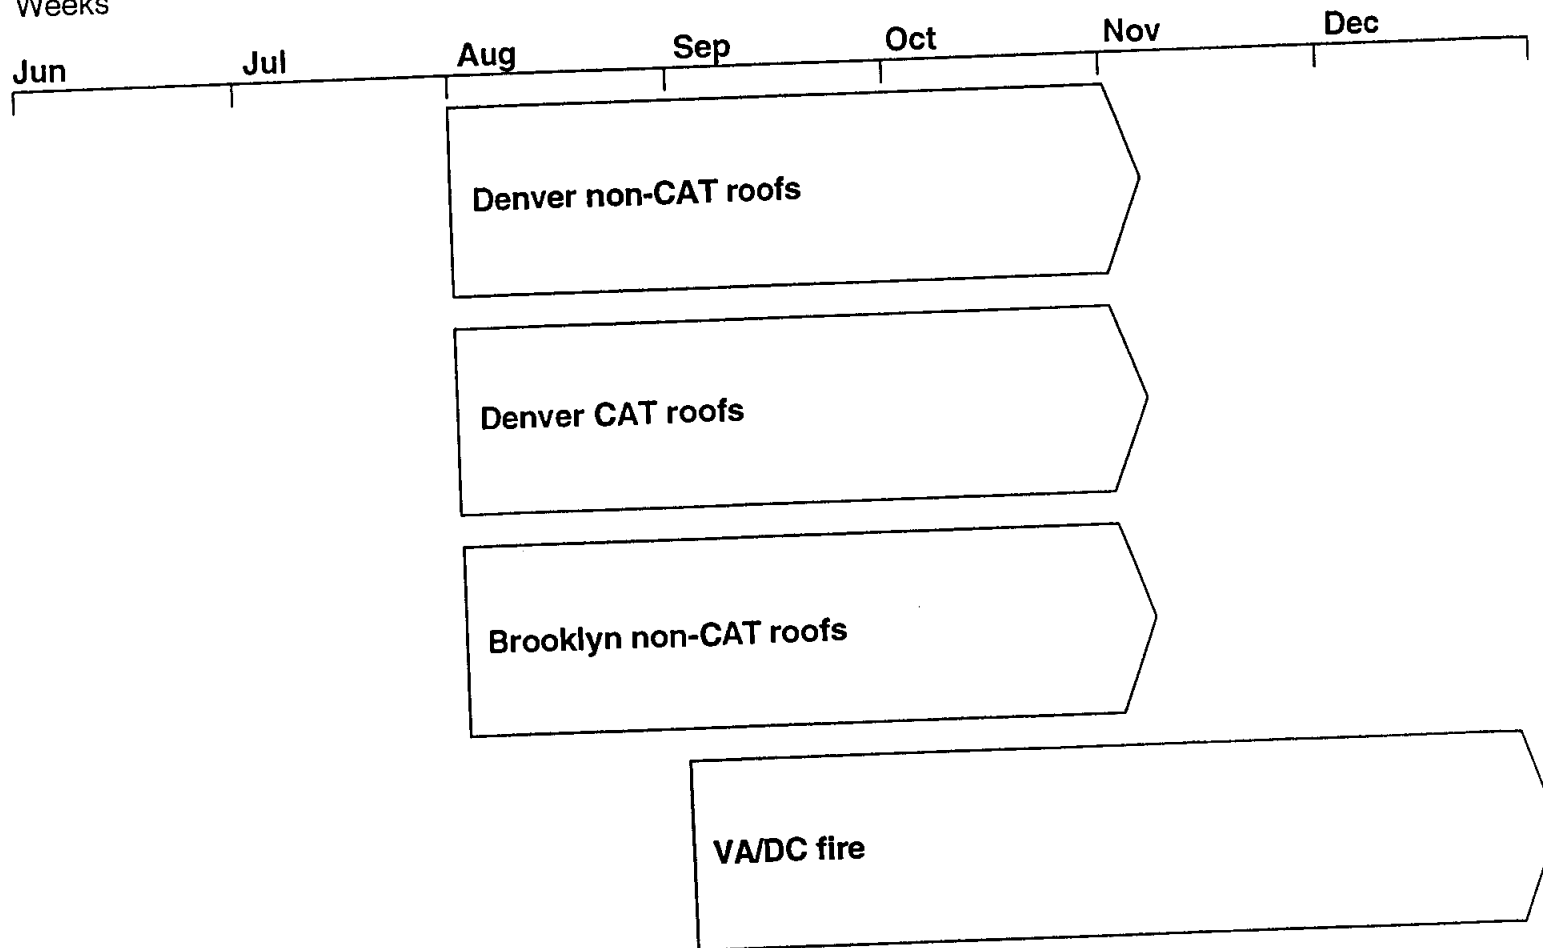 Weeks
Jun Jul Aug Sep Oct Nov Dec
Denver non-CAT roofs
Denver CAT roofs
Brooklyn non-CAT roofs
VA/DC fire